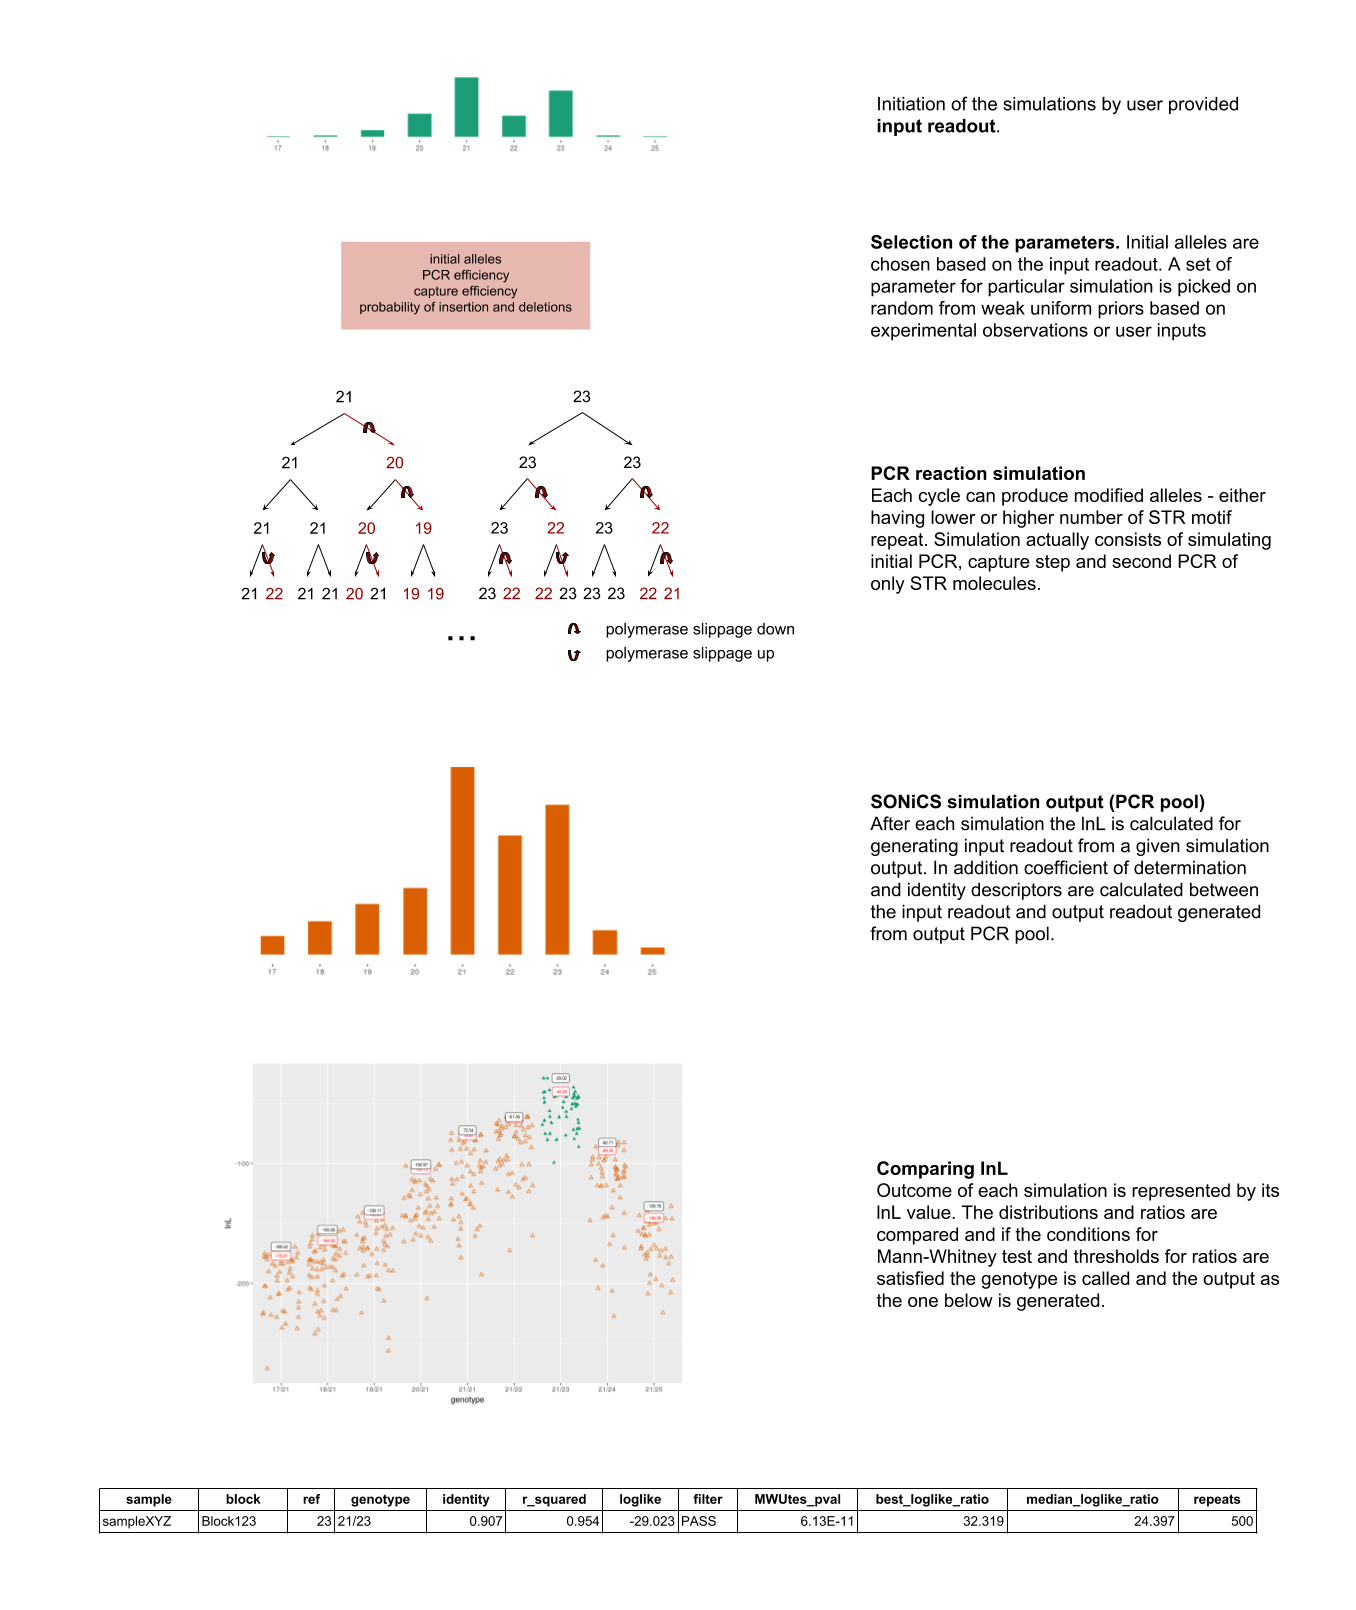 Initiation of the simulations by user provided
input readout.
17 18 19 20 21 22 23 24 25
initial alleles
PCR efficiency
capture efficiency
probability of insertion and deletions
Selection of the parameters. Initial alleles are
chosen based on the input readout. A set of
parameter for particular simulation is picked on
random from weak uniform priors based on
experimental observations or user inputs
21 23
21 20 23 23
21 21 20 19 23 22 23 22
21 22 21 21 20 21 19 19 23 22 22 23 23 23 22 21
...
polymerase slippage down
polymerase slippage up
PCR reaction simulation
Each cycle can produce modified alleles - either
having lower or higher number of STR motif
repeat. Simulation actually consists of simulating
initial PCR, capture step and second PCR of
only STR molecules.
17 18 19 20 21 22 23 24 25
SONiCS simulation output (PCR pool)
After each simulation the lnL is calculated for
generating input readout from a given simulation
output. In addition coefficient of determination
and identity descriptors are calculated between
the input readout and output readout generated
from output PCR pool.
-29.02
-72.54
-100
-200
lnL
17/21 18/21 19/21 20/21 21/21 21/22 21/23 21/24 21/25
genotype
Comparing lnL
Outcome of each simulation is represented by its
lnL value. The distributions and ratios are
compared and if the conditions for
Mann-Whitney test and thresholds for ratios are
satisfied the genotype is called and the output as
the one below is generated.
sample block ref genotype identity r_squared loglike filter MWUtes_pval best_loglike_ratio median_loglike_ratio repeats
sampleXYZ Block123 23 21/23 0.907 0.954 -29.023 PASS 6.13E-11 32.319 24.397 500